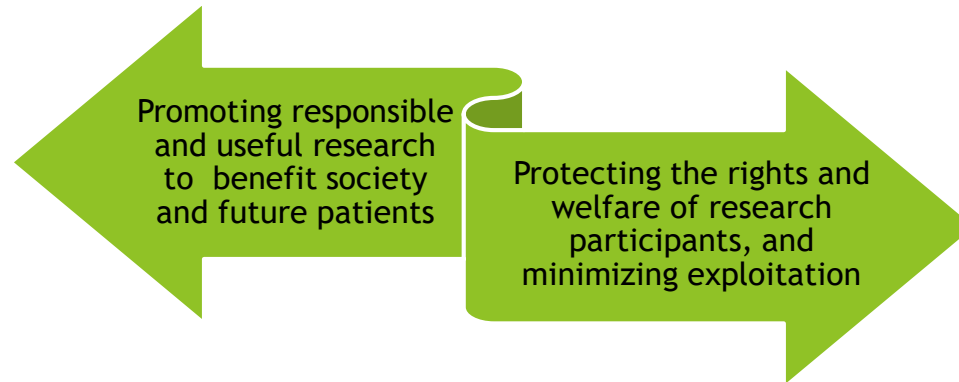 Promoting responsible
and useful research
to benefit society
and future patients
Protecting the rights and
welfare of research
participants, and
minimizing exploitation